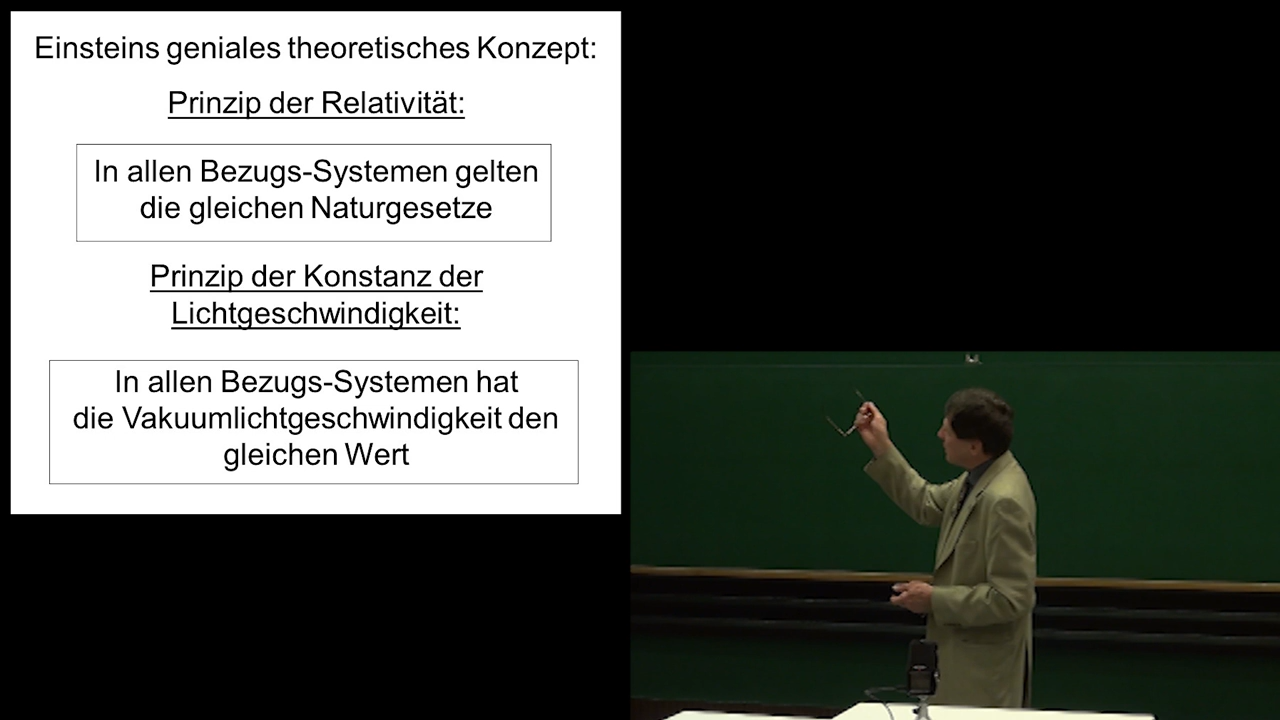 Einsteins geniales theoretisches Konzept:
Prinzip der Relativität:
In allen Bezugs-Systemen gelten
die gleichen Naturgesetze
Prinzip der Konstanz der
Lichtgeschwindigkeit:
In allen Bezugs-Systemen hat
die Vakuumlichtgeschwindigkeit den
gleichen Wert